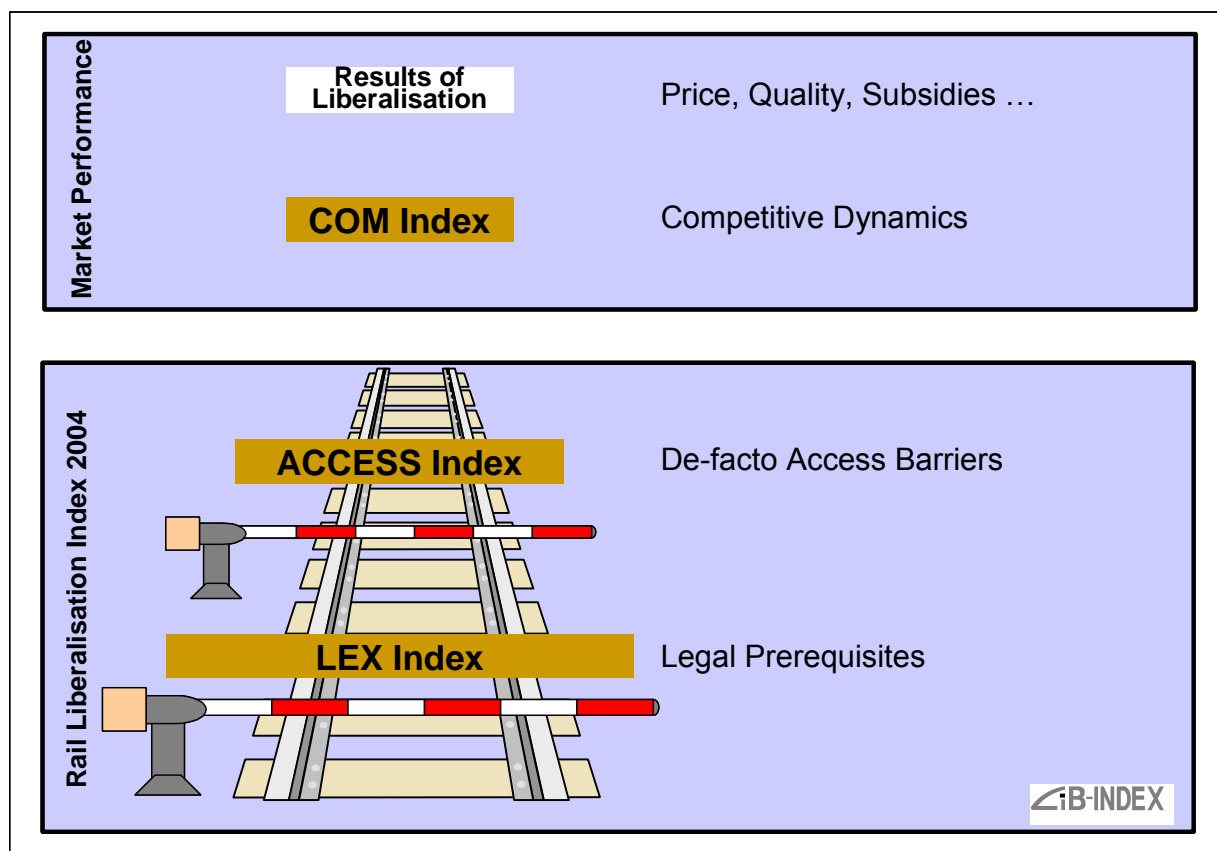 Market Performance
Results of
Liberalisation
Price, Quality, Subsidies …
COM Index
Competitive Dynamics
Rail Liberalisation Index 2004
ACCESS Index
De-facto Access Barriers
LEX Index
Legal Prerequisites
LiB-INDEX